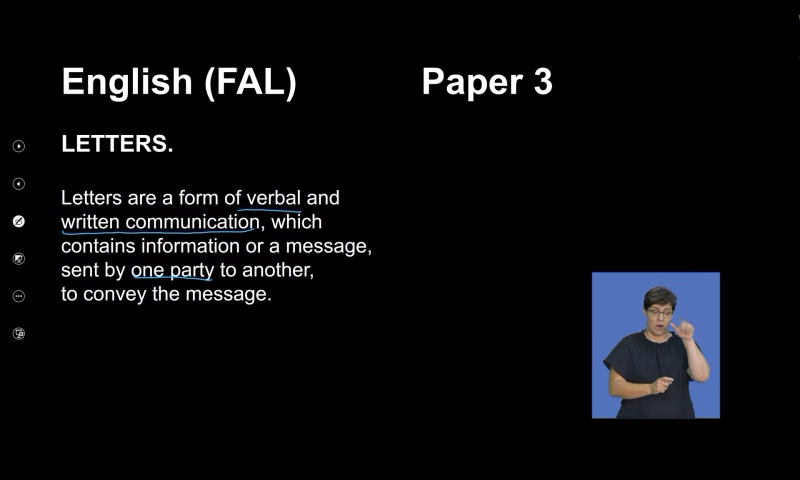 English (FAL) Paper 3
LETTERS.
Letters are a form of verbal and
written communication, which
contains information or a message,
sent by one party to another,
to convey the message.